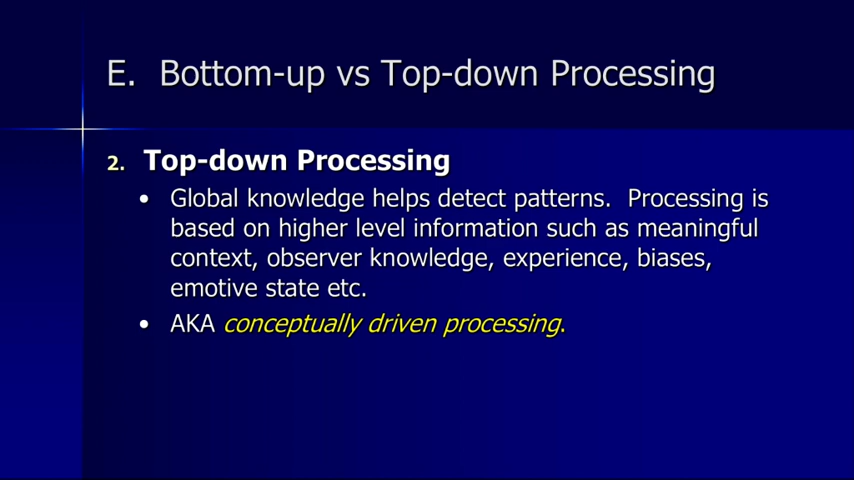 E. Bottom-up vs Top-down Processing
2. Top-down Processing
• Global knowledge helps detect patterns. Processing is
based on higher level information such as meaningful
context, observer knowledge, experience, biases,
emotive state etc.
• AKA conceptually driven processing.